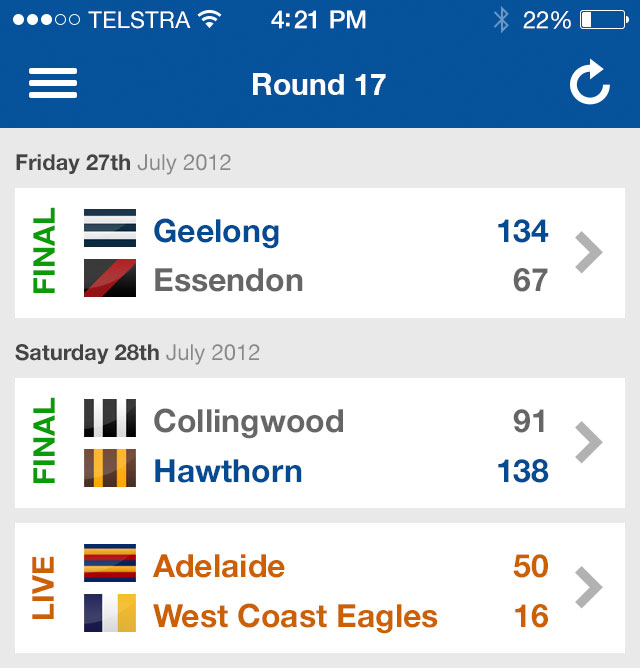 TELSTRA 4:21 PM 22%
Round 17
Friday 27th July 2012
FINAL
Geelong 134
Essendon 67
Saturday 28th July 2012
FINAL
Collingwood 91
Hawthorn 138
LIVE
Adelaide 50
West Coast Eagles 16